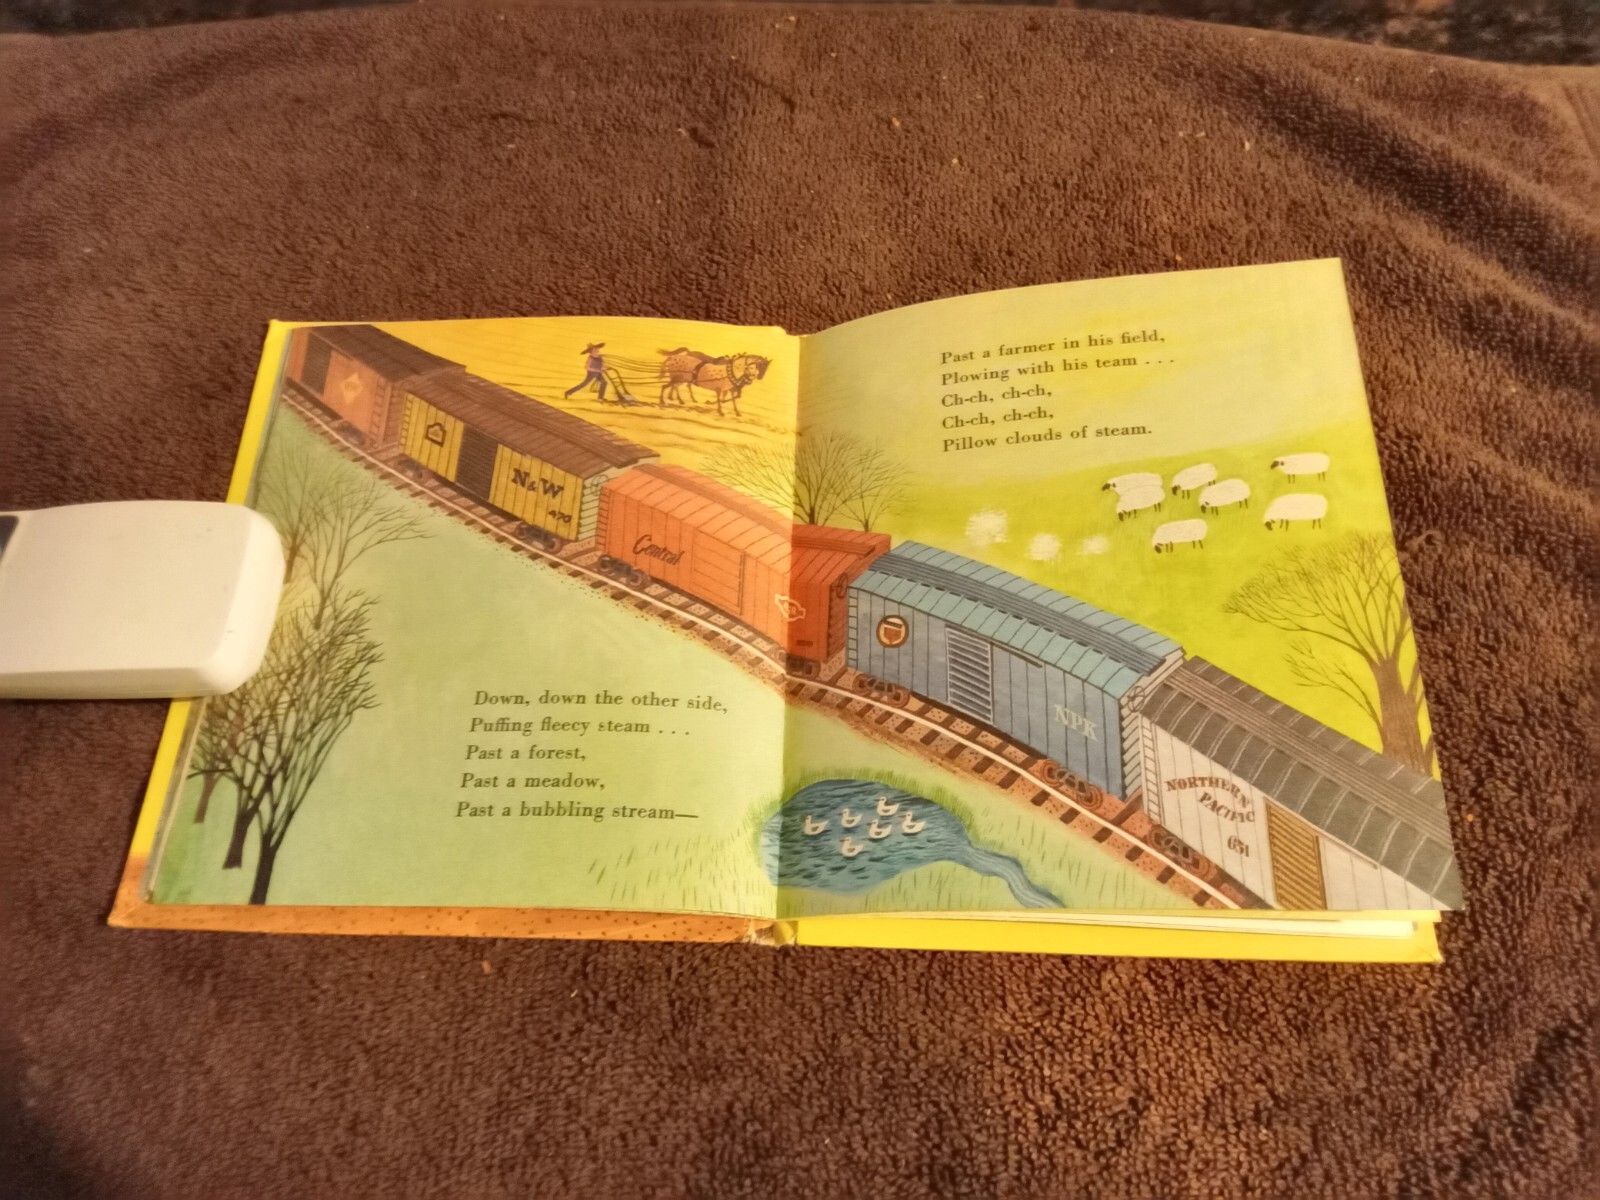 Down, down the other side,
Puffing fleecy steam . . .
Past a forest,
Past a meadow,
Past a bubbling stream—
Past a farmer in his field,
Plowing with his team . . .
Ch-ch, ch-ch,
Ch-ch, ch-ch,
Pillow clouds of steam.
N&W
470
Central
NPK
NORTHERN
PACIFIC
651